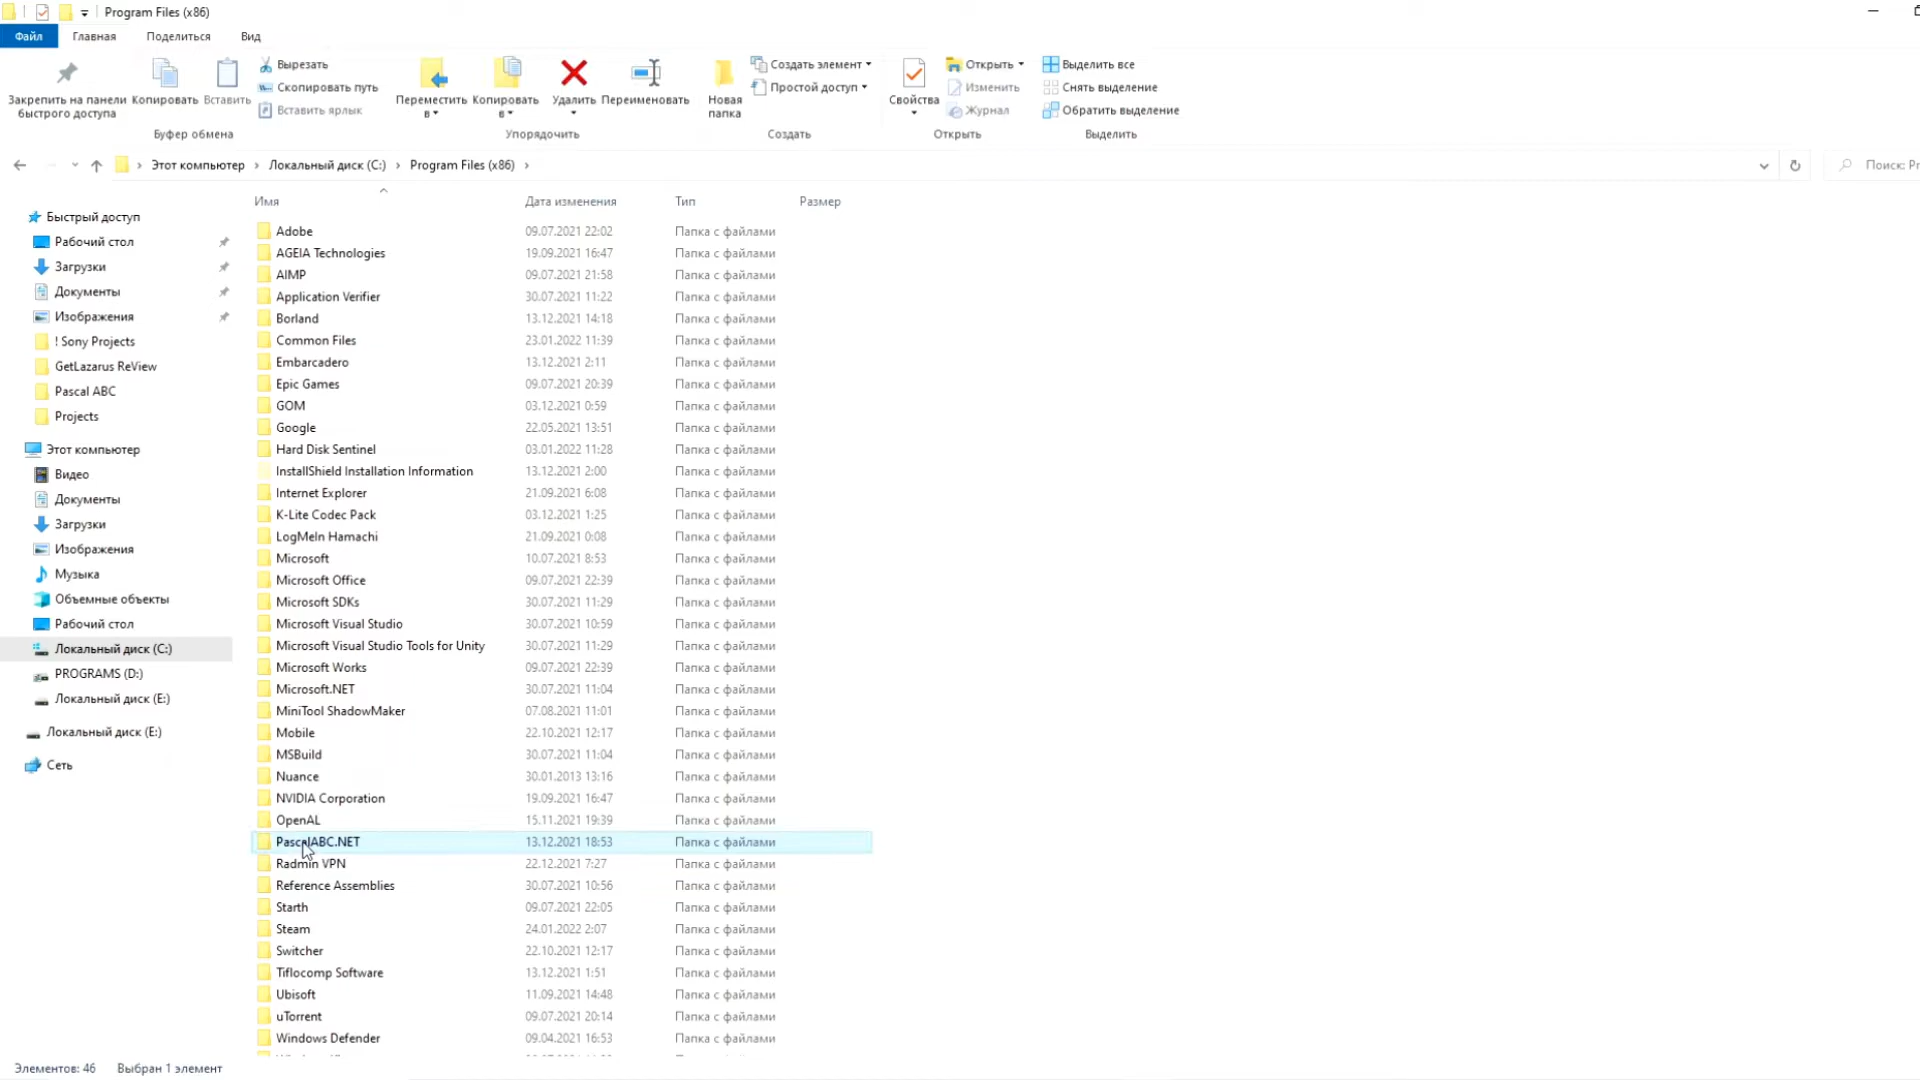 Program Files (x86)
Файл Главная Поделиться Вид
Закрепить на панели быстрого доступа
Копировать
Вставить
Вырезать
Скопировать путь
Вставить ярлык
Буфер обмена
Переместить в
Копировать в
Удалить
Переименовать
Упорядочить
Новая папка
Создать элемент
Простой доступ
Создать
Свойства
Открыть
Изменить
Журнал
Открыть
Выделить все
Снять выделение
Обратить выделение
Выделить
Этот компьютер › Локальный диск (C:) › Program Files (x86) ›
Поиск: Pr
Быстрый доступ
Рабочий стол
Загрузки
Документы
Изображения
! Sony Projects
GetLazarus ReView
Pascal ABC
Projects
Этот компьютер
Видео
Документы
Загрузки
Изображения
Музыка
Объемные объекты
Рабочий стол
Локальный диск (C:)
PROGRAMS (D:)
Локальный диск (E:)
Локальный диск (E:)
Сеть
Имя Дата изменения Тип Размер
Adobe 09.07.2021 22:02 Папка с файлами
AGEIA Technologies 19.09.2021 16:47 Папка с файлами
AIMP 09.07.2021 21:58 Папка с файлами
Application Verifier 30.07.2021 11:22 Папка с файлами
Borland 13.12.2021 14:18 Папка с файлами
Common Files 23.01.2022 11:39 Папка с файлами
Embarcadero 13.12.2021 2:11 Папка с файлами
Epic Games 09.07.2021 20:39 Папка с файлами
GOM 03.12.2021 0:59 Папка с файлами
Google 22.05.2021 13:51 Папка с файлами
Hard Disk Sentinel 03.01.2022 11:28 Папка с файлами
InstallShield Installation Information 13.12.2021 2:00 Папка с файлами
Internet Explorer 21.09.2021 6:08 Папка с файлами
K-Lite Codec Pack 03.12.2021 1:25 Папка с файлами
LogMeIn Hamachi 21.09.2021 0:08 Папка с файлами
Microsoft 10.07.2021 8:53 Папка с файлами
Microsoft Office 09.07.2021 22:39 Папка с файлами
Microsoft SDKs 30.07.2021 11:29 Папка с файлами
Microsoft Visual Studio 30.07.2021 10:59 Папка с файлами
Microsoft Visual Studio Tools for Unity 30.07.2021 11:29 Папка с файлами
Microsoft Works 09.07.2021 22:39 Папка с файлами
Microsoft.NET 30.07.2021 11:04 Папка с файлами
MiniTool ShadowMaker 07.08.2021 11:01 Папка с файлами
Mobile 22.10.2021 12:17 Папка с файлами
MSBuild 30.07.2021 11:04 Папка с файлами
Nuance 30.01.2013 13:16 Папка с файлами
NVIDIA Corporation 19.09.2021 16:47 Папка с файлами
OpenAL 15.11.2021 19:39 Папка с файлами
PascalABC.NET 13.12.2021 18:53 Папка с файлами
Radmin VPN 22.12.2021 7:27 Папка с файлами
Reference Assemblies 30.07.2021 10:56 Папка с файлами
Starth 09.07.2021 22:05 Папка с файлами
Steam 24.01.2022 2:07 Папка с файлами
Switcher 22.10.2021 12:17 Папка с файлами
Tiflocomp Software 13.12.2021 1:51 Папка с файлами
Ubisoft 11.09.2021 14:48 Папка с файлами
uTorrent 09.07.2021 20:14 Папка с файлами
Windows Defender 09.04.2021 16:53 Папка с файлами
Элементов: 46 Выбран 1 элемент